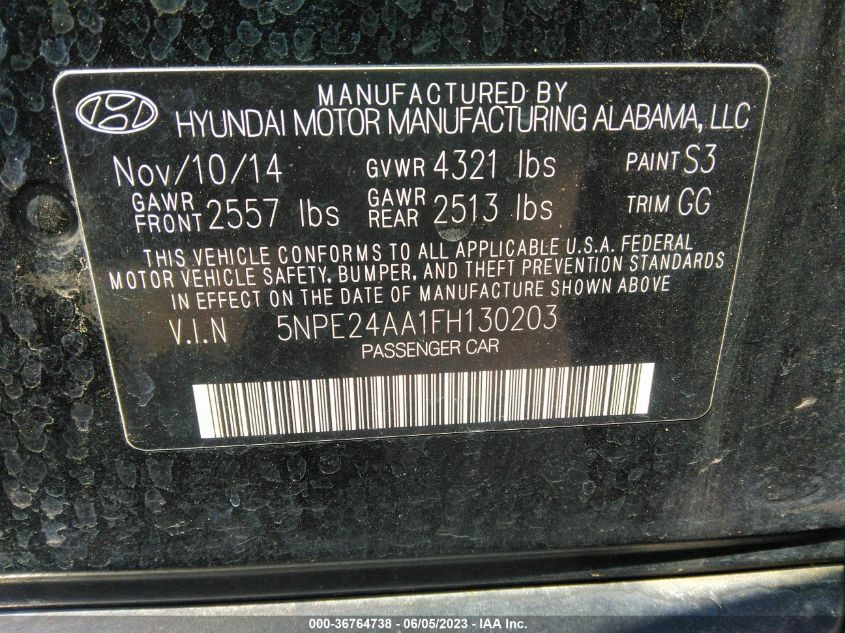 MANUFACTURED BY
HYUNDAI MOTOR MANUFACTURING ALABAMA, LLC
Nov/10/14 GVWR 4321 lbs PAINT S3
GAWR FRONT 2557 lbs GAWR REAR 2513 lbs TRIM GG
THIS VEHICLE CONFORMS TO ALL APPLICABLE U.S.A. FEDERAL
MOTOR VEHICLE SAFETY, BUMPER, AND THEFT PREVENTION STANDARDS
IN EFFECT ON THE DATE OF MANUFACTURE SHOWN ABOVE
V.I.N 5NPE24AA1FH130203
PASSENGER CAR
000-36764738 - 06/05/2023 - IAA Inc.